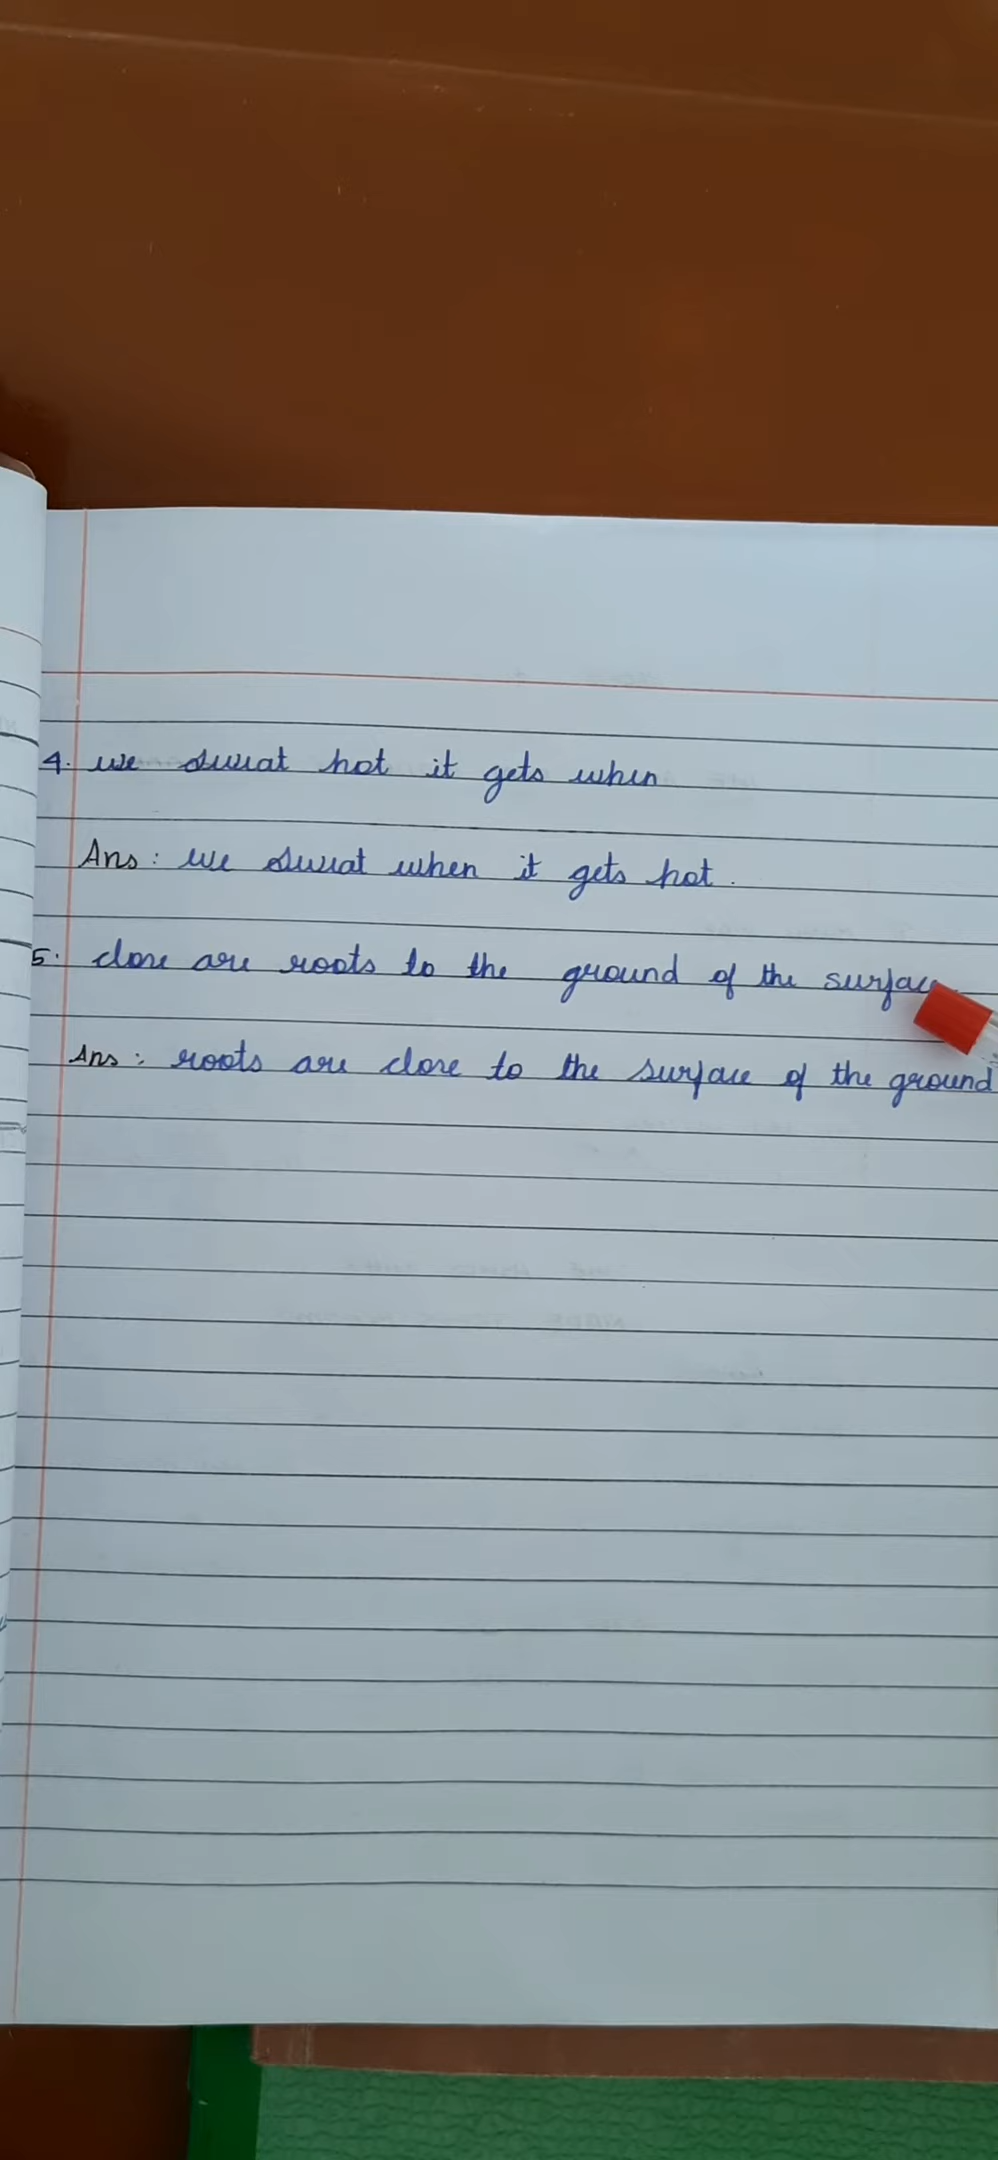 4. we sweat hot it gets when
Ans: we sweat when it gets hot.
5. close are roots to the ground of the surface
Ans: roots are close to the surface of the ground